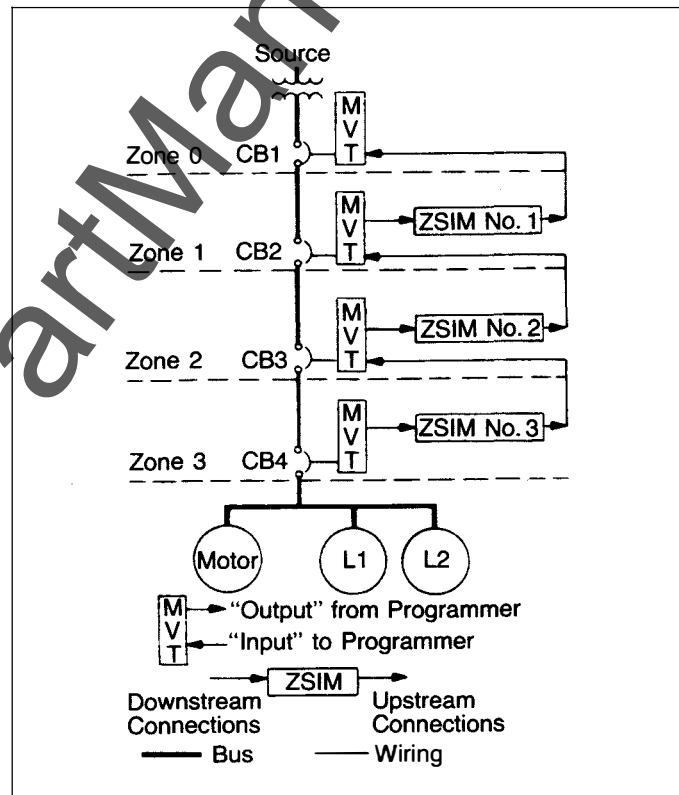 Source
MVT
Zone 0 CB1
MVT
ZSIM No. 1
Zone 1 CB2
MVT
ZSIM No. 2
Zone 2 CB3
MVT
ZSIM No. 3
Zone 3 CB4
Motor L1 L2
MVT
"Output" from Programmer
"Input" to Programmer
ZSIM
Downstream Connections
Upstream Connections
Bus Wiring
artMan